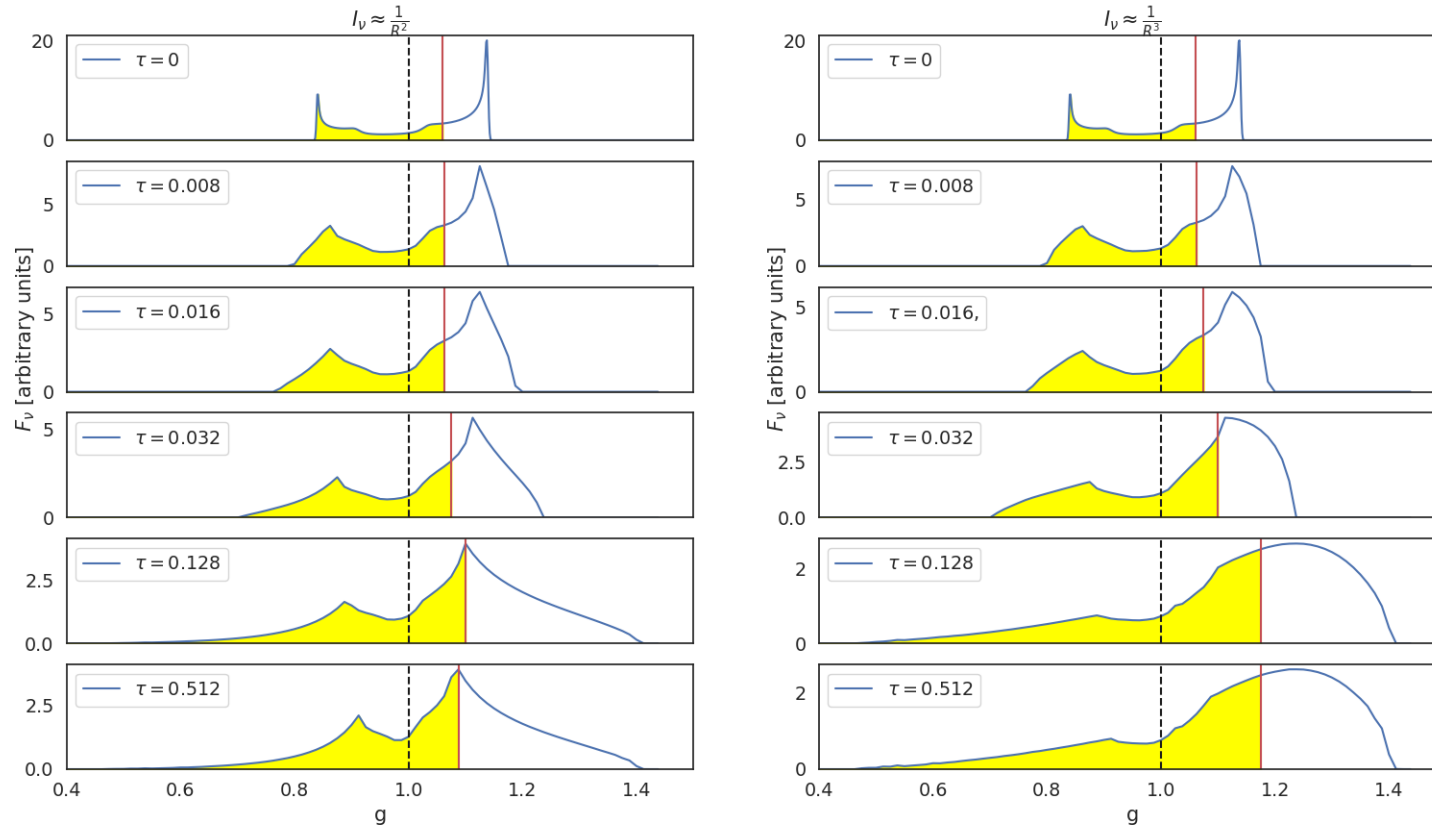 I_ν ≈ 1/R²
20
0
τ = 0
5
0
τ = 0.008
5
0
τ = 0.016
5
0
τ = 0.032
2.5
0.0
τ = 0.128
2.5
0.0
τ = 0.512
0.4 0.6 0.8 1.0 1.2 1.4
g
F_ν [arbitrary units]
I_ν ≈ 1/R³
20
0
τ = 0
5
0
τ = 0.008
5
0
τ = 0.016,
2.5
0.0
τ = 0.032
2
0
τ = 0.128
2
0
τ = 0.512
0.4 0.6 0.8 1.0 1.2 1.4
g
F_ν [arbitrary units]